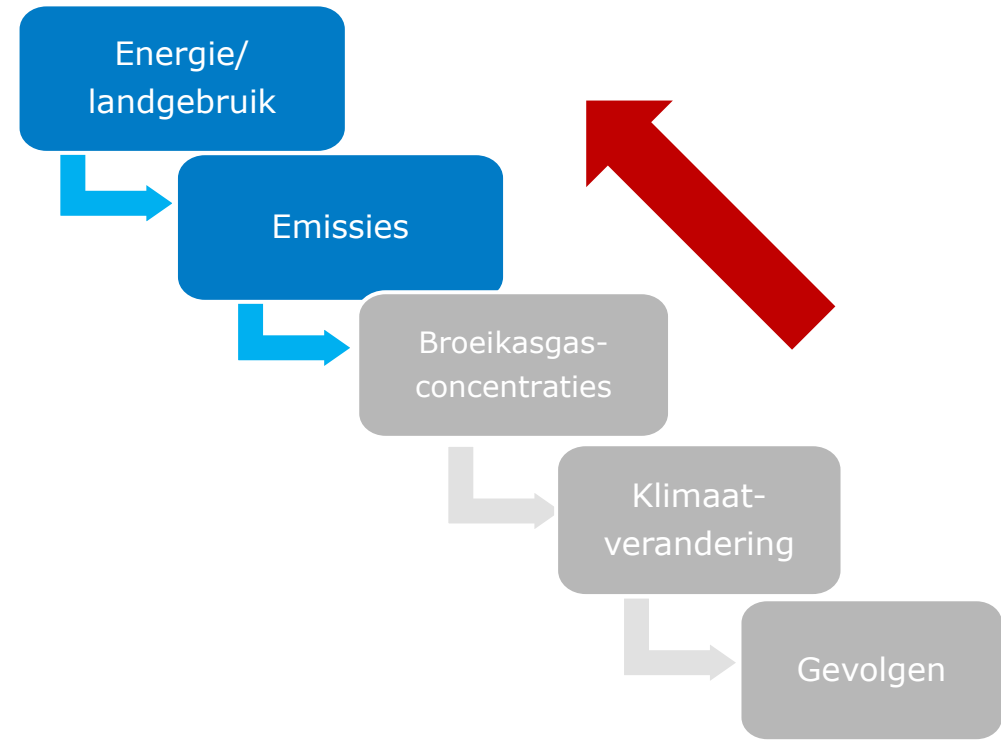 Energie/
landgebruik
Emissies
Broeikasgas-
concentraties
Klimaat-
verandering
Gevolgen